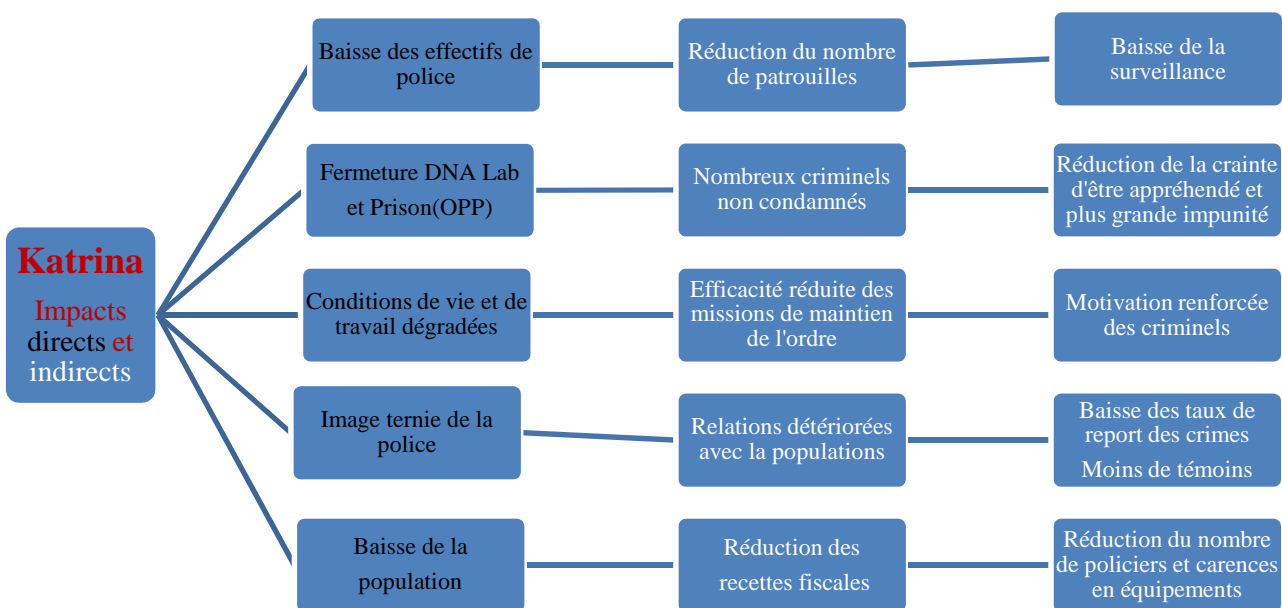 Katrina
Impacts
directs et
indirects
Baisse des effectifs de
police
Réduction du nombre
de patrouilles
Baisse de la
surveillance
Fermeture DNA Lab
et Prison(OPP)
Nombreux criminels
non condamnés
Réduction de la crainte
d'être appréhendé et
plus grande impunité
Conditions de vie et de
travail dégradées
Efficacité réduite des
missions de maintien
de l'ordre
Motivation renforcée
des criminels
Image ternie de la
police
Relations détériorées
avec la populations
Baisse des taux de
report des crimes
Moins de témoins
Baisse de la
population
Réduction des
recettes fiscales
Réduction du nombre
de policiers et carences
en équipements